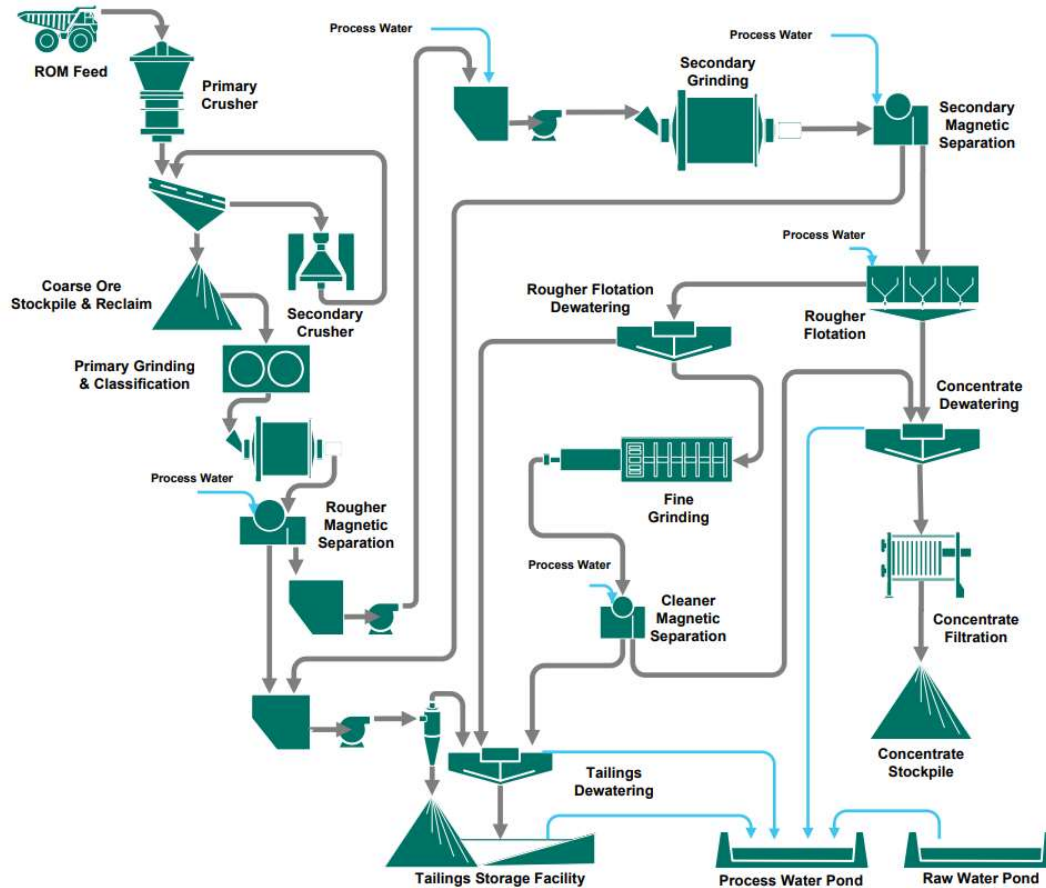 ROM Feed
Primary
Crusher
Process Water
Secondary
Grinding
Process Water
Secondary
Magnetic
Separation
Coarse Ore
Stockpile & Reclaim
Secondary
Crusher
Process Water
Rougher Flotation
Dewatering
Rougher
Flotation
Primary Grinding
& Classification
Concentrate
Dewatering
Process Water
Rougher
Magnetic
Separation
Fine
Grinding
Process Water
Cleaner
Magnetic
Separation
Concentrate
Filtration
Concentrate
Stockpile
Tailings
Dewatering
Tailings Storage Facility
Process Water Pond
Raw Water Pond